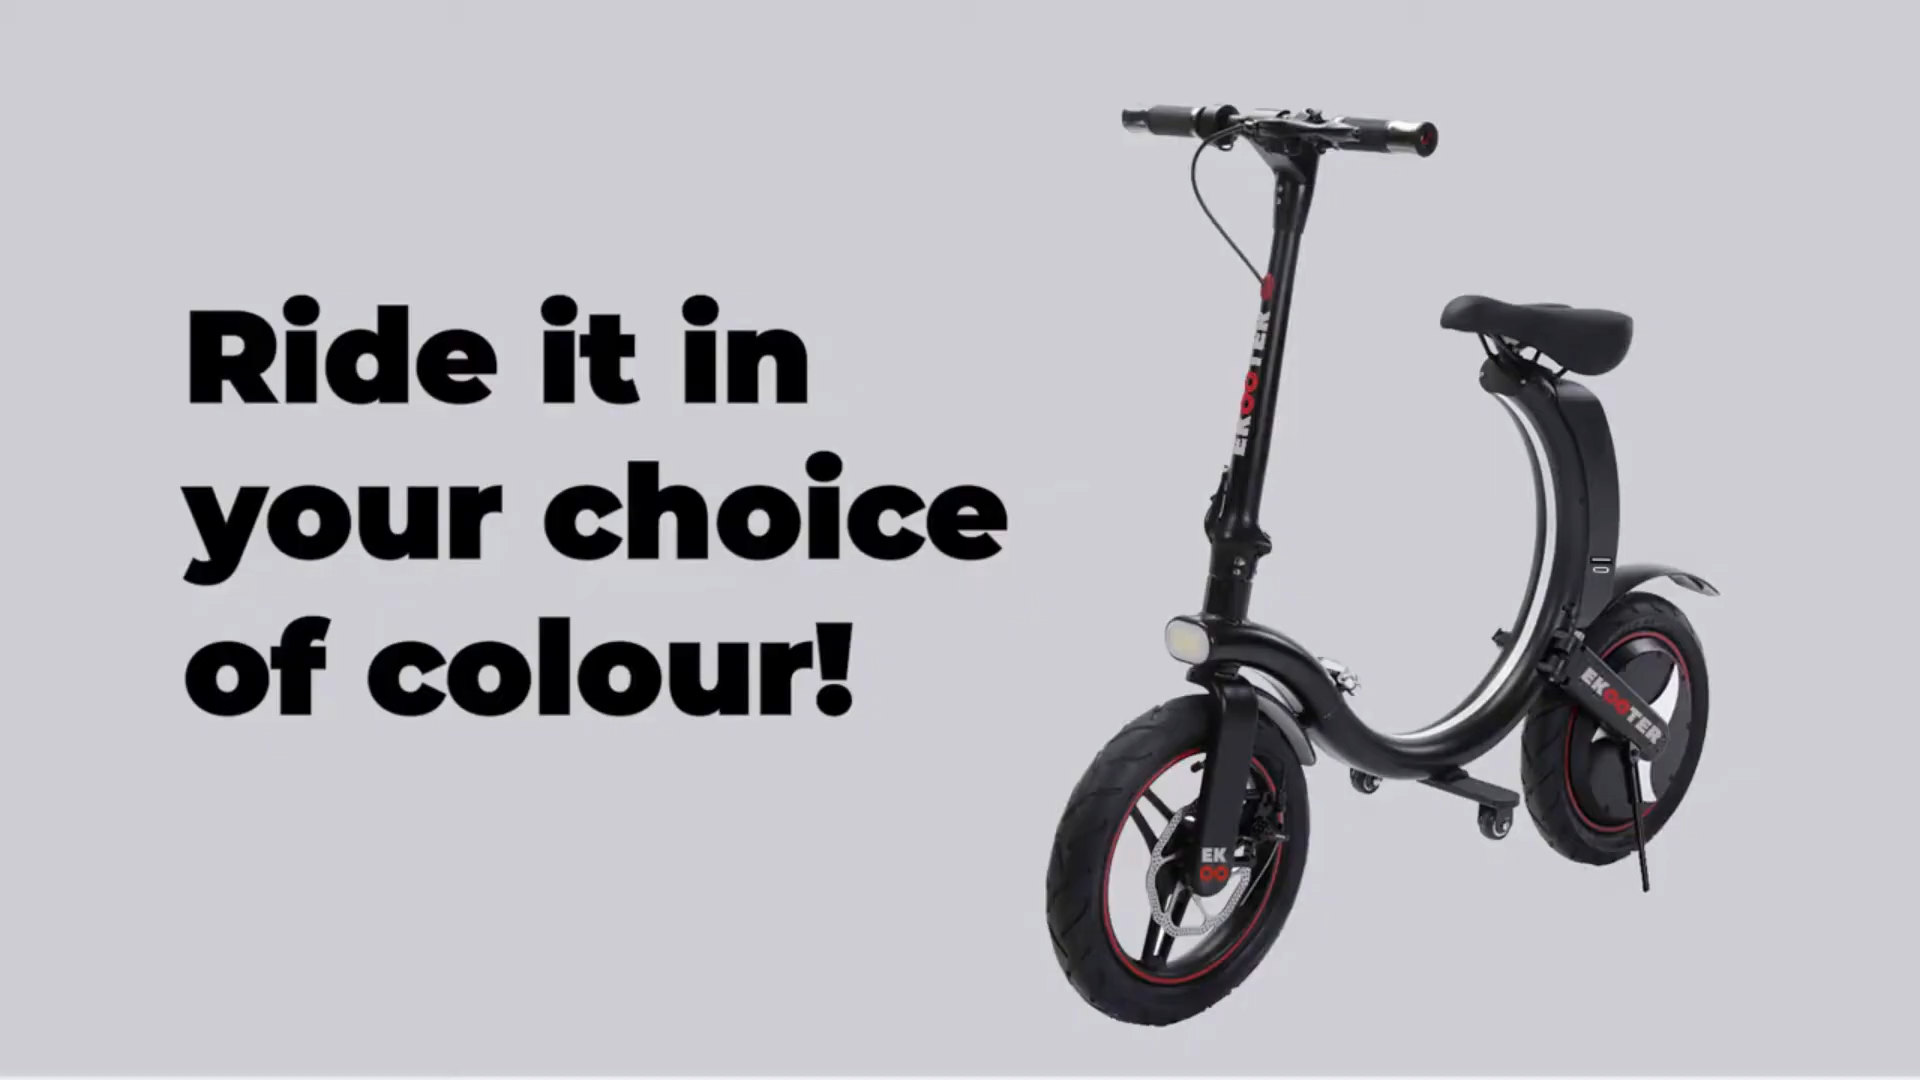 Ride it in
your choice
of colour!
EKOOTER
EKOOTER
EK
OO